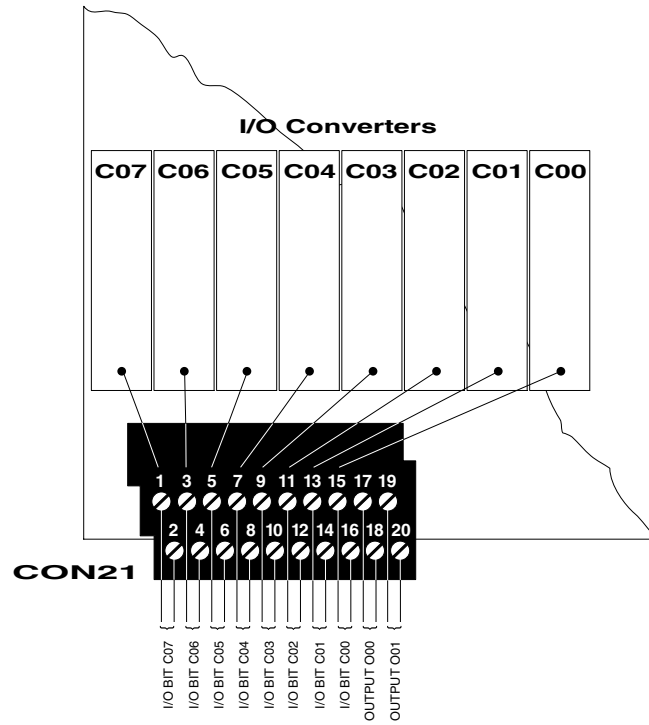 I/O Converters
C07 C06 C05 C04 C03 C02 C01 C00
1 3 5 7 9 11 13 15 17 19
2 4 6 8 10 12 14 16 18 20
CON21
I/O BIT C07
I/O BIT C06
I/O BIT C05
I/O BIT C04
I/O BIT C03
I/O BIT C02
I/O BIT C01
I/O BIT C00
OUTPUT O00
OUTPUT O01